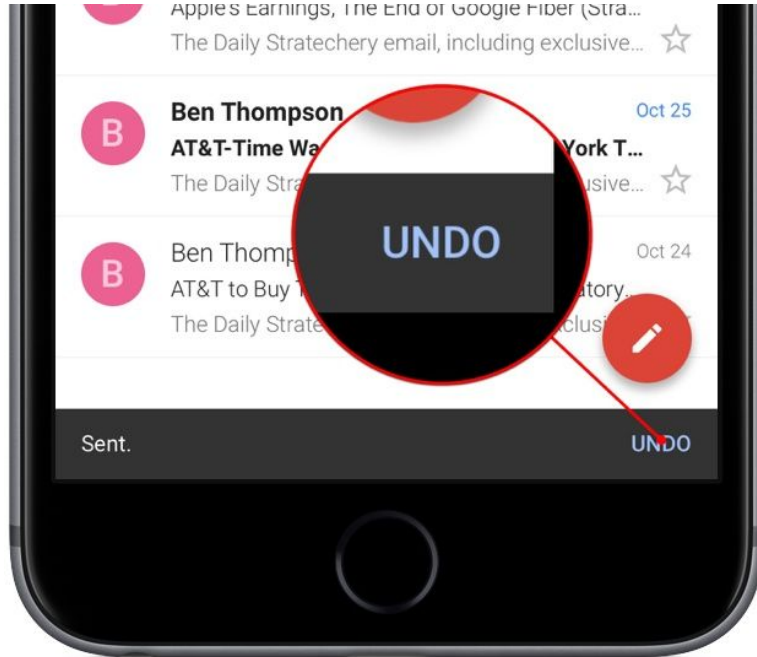 B
Apple's Earnings, The End of Google Fiber (Stra...
The Daily Stratechery email, including exclusive...
B
Ben Thompson
Oct 25
AT&T-Time Wa
York T...
The Daily Stra
usive...
UNDO
B
Ben Thomp
Oct 24
AT&T to Buy T
atory...
The Daily Strate
clusi
Sent.
UNDO